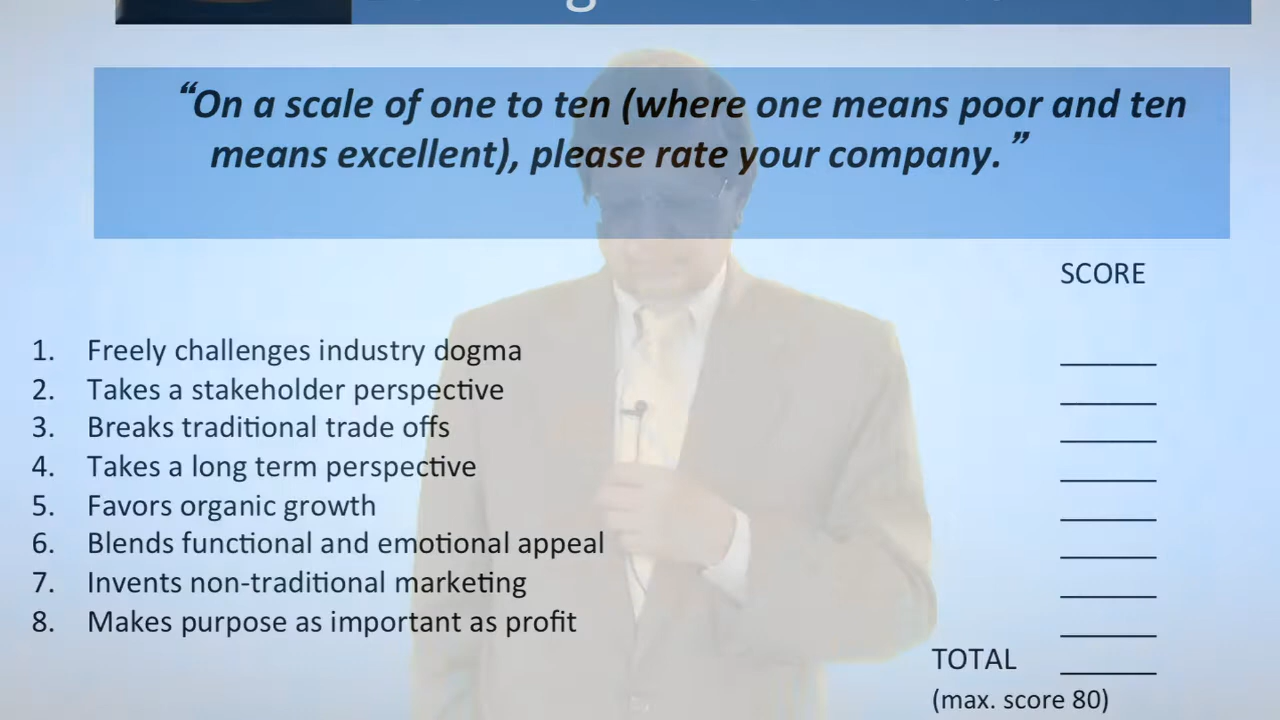 “On a scale of one to ten (where one means poor and ten
means excellent), please rate your company.”
SCORE
1. Freely challenges industry dogma
2. Takes a stakeholder perspective
3. Breaks traditional trade offs
4. Takes a long term perspective
5. Favors organic growth
6. Blends functional and emotional appeal
7. Invents non-traditional marketing
8. Makes purpose as important as profit
TOTAL
(max. score 80)